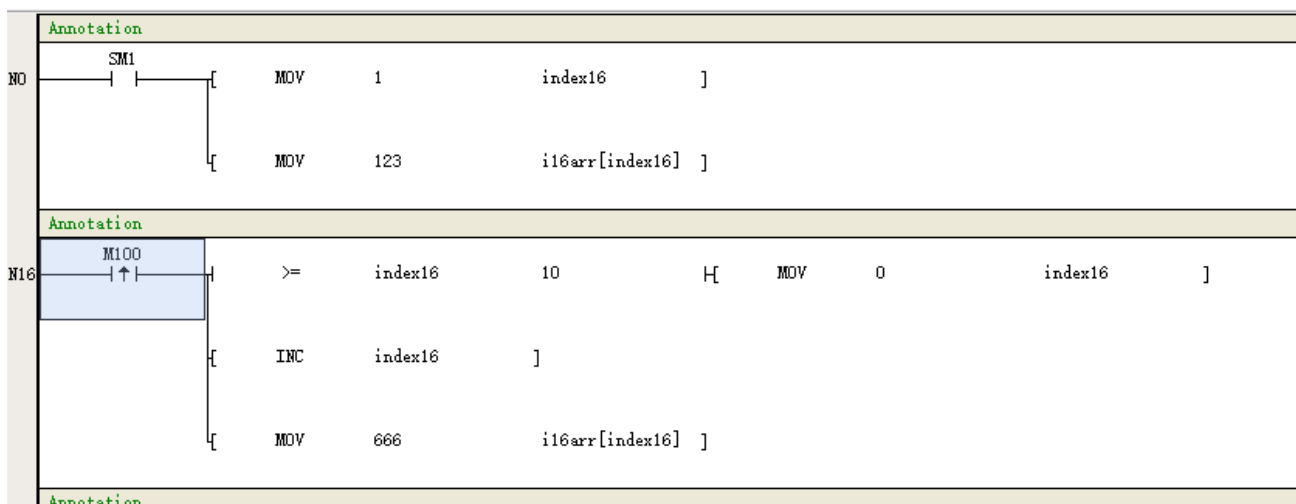 Annotation
SM1
N0 [ MOV 1 index16 ]
[ MOV 123 i16arr[index16] ]
Annotation
M100
N16 >= index16 10 [ MOV 0 index16 ]
[ INC index16 ]
[ MOV 666 i16arr[index16] ]
Annotation